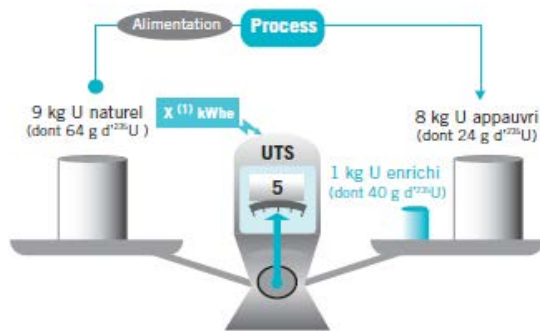 Alimentation
Process
9 kg U naturel
(dont 64 g d'²³⁵U )
X (1) kWhe
UTS
5
8 kg U appauvri
(dont 24 g d'²³⁵U)
1 kg U enrichi
(dont 40 g d'²³⁵U)